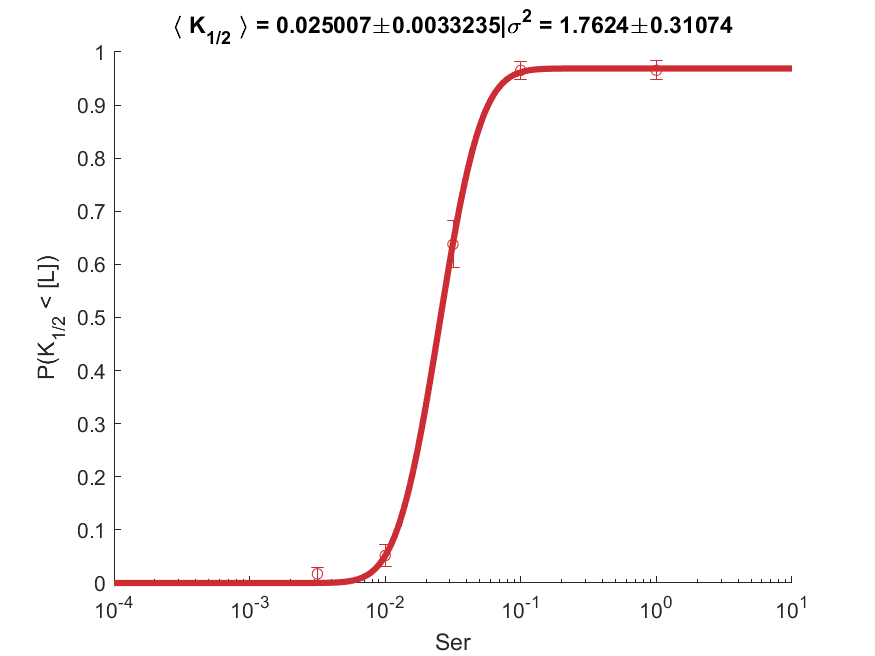 ⟨ K1/2 ⟩ = 0.025007±0.0033235|σ² = 1.7624±0.31074
1
0.9
0.8
0.7
0.6
0.5
0.4
0.3
0.2
0.1
0
P(K1/2 < [L])
10⁻⁴ 10⁻³ 10⁻² 10⁻¹ 10⁰ 10¹
Ser